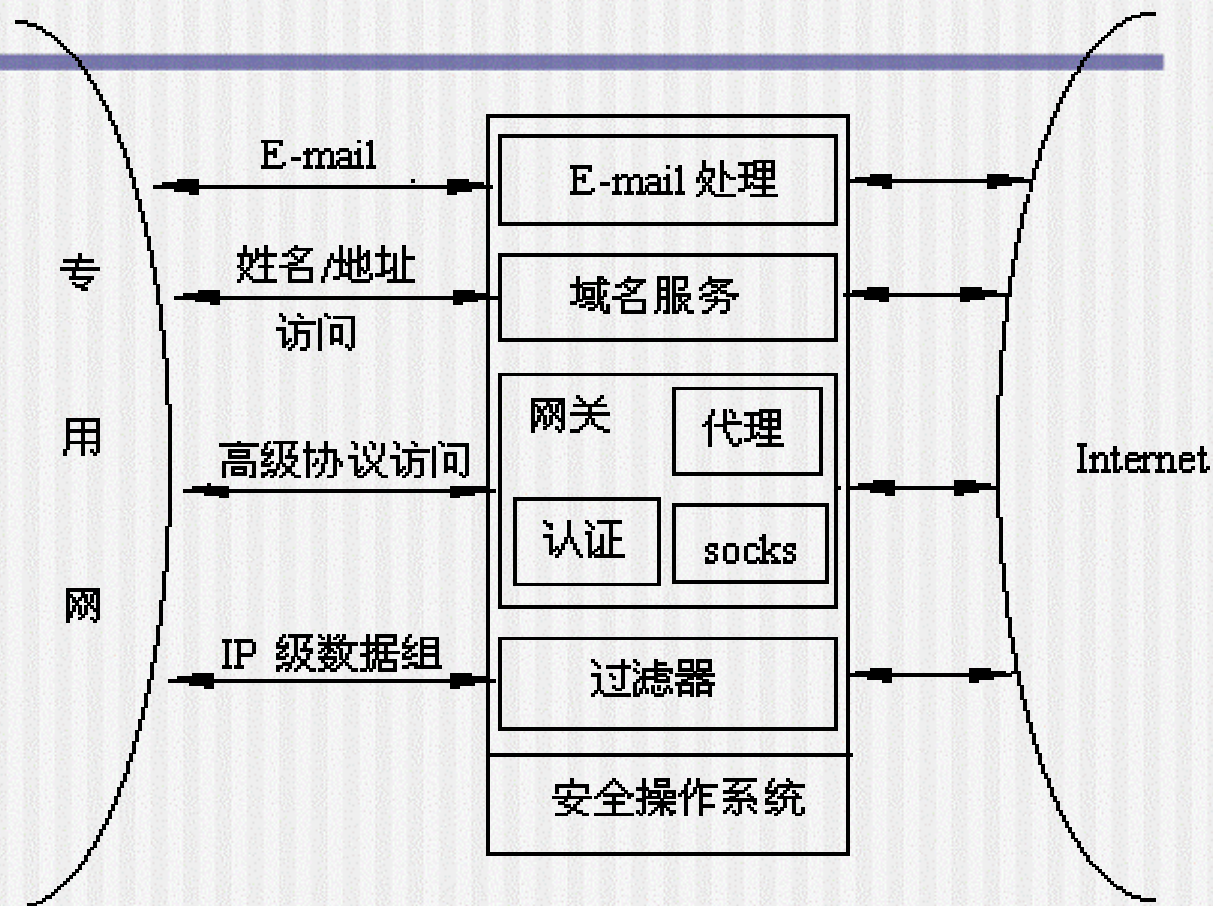 E-mail
E-mail 处理
姓名/地址
访问
域名服务
专
用
网
高级协议访问
网关
代理
认证
socks
Internet
IP 级数据组
过滤器
安全操作系统